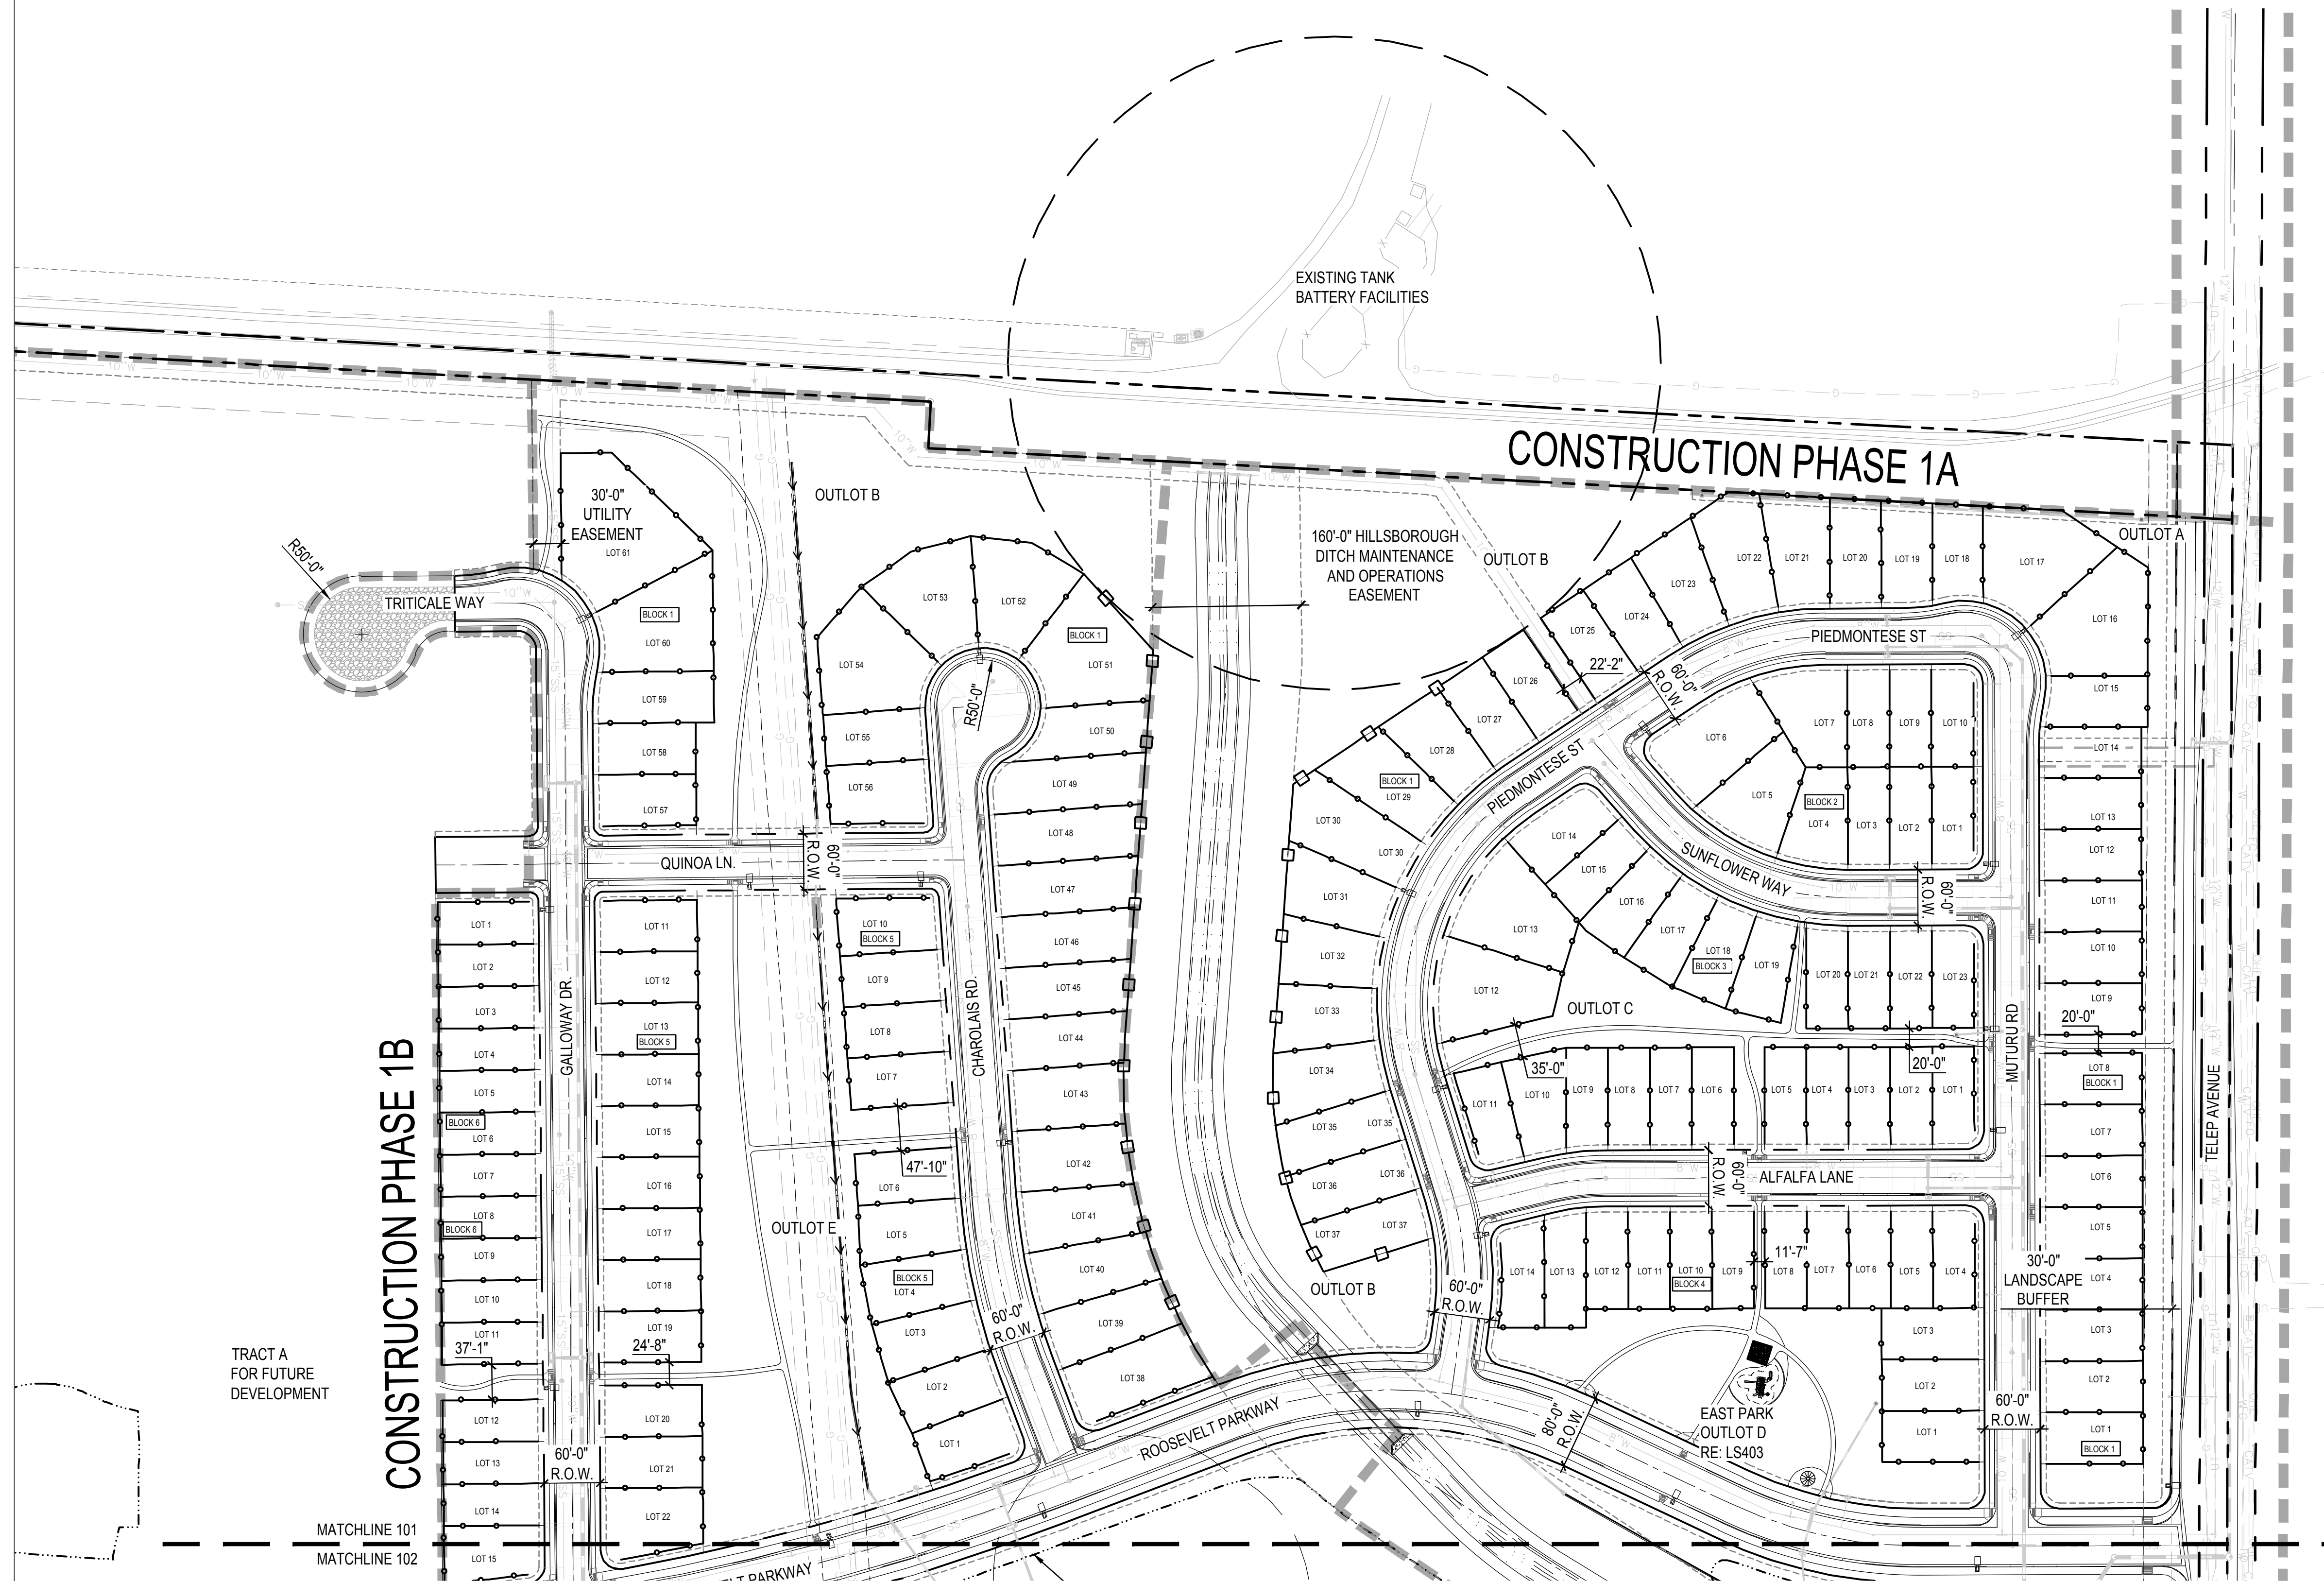 EXISTING TANK
BATTERY FACILITIES
CONSTRUCTION PHASE 1A
OUTLOT B
30'-0"
UTILITY
EASEMENT
LOT 61
160'-0" HILLSBOROUGH
DITCH MAINTENANCE
AND OPERATIONS
EASEMENT
OUTLOT B
OUTLOT A
R50'-0"
TRITICALE WAY
BLOCK 1
LOT 60
LOT 59
LOT 58
LOT 57
LOT 53
LOT 52
BLOCK 1
LOT 51
LOT 54
LOT 55
LOT 56
R50'-0"
LOT 50
LOT 49
LOT 48
LOT 47
LOT 46
LOT 45
LOT 44
LOT 43
LOT 42
LOT 41
LOT 40
LOT 39
LOT 38
LOT 22
LOT 21
LOT 20
LOT 19
LOT 18
LOT 17
LOT 16
LOT 15
LOT 14
LOT 23
LOT 24
LOT 25
22'-2"
LOT 26
LOT 27
LOT 28
BLOCK 1
LOT 29
LOT 30
LOT 30
LOT 31
LOT 32
LOT 33
LOT 34
LOT 35
LOT 35
LOT 36
LOT 36
LOT 37
LOT 37
OUTLOT B
60'-0"
R.O.W.
PIEDMONTESE ST
60'-0"
R.O.W.
PIEDMONTESE ST
LOT 6
LOT 7
LOT 8
LOT 9
LOT 10
LOT 5
BLOCK 2
LOT 4
LOT 3
LOT 2
LOT 1
SUNFLOWER WAY
60'-0"
R.O.W.
LOT 14
LOT 15
LOT 16
LOT 17
LOT 18
BLOCK 3
LOT 19
LOT 20
LOT 21
LOT 22
LOT 23
LOT 13
LOT 12
OUTLOT C
35'-0"
20'-0"
LOT 11
LOT 10
LOT 9
LOT 8
LOT 7
LOT 6
LOT 5
LOT 4
LOT 3
LOT 2
LOT 1
60'-0"
R.O.W.
ALFALFA LANE
MUTURU RD
TELEP AVENUE
LOT 13
LOT 12
LOT 11
LOT 10
LOT 9
20'-0"
LOT 8
BLOCK 1
LOT 7
LOT 6
LOT 5
LOT 4
LOT 3
LOT 2
LOT 1
BLOCK 1
30'-0"
LANDSCAPE
BUFFER
LOT 14
LOT 13
LOT 12
LOT 11
LOT 10
BLOCK 4
LOT 9
11'-7"
LOT 8
LOT 7
LOT 6
LOT 5
LOT 4
LOT 3
LOT 2
LOT 1
60'-0"
R.O.W.
EAST PARK
OUTLOT D
RE: LS403
80'-0"
R.O.W.
ROOSEVELT PARKWAY
QUINOA LN.
60'-0"
R.O.W.
GALLOWAY DR.
CHAROLAIS RD.
LOT 1
LOT 2
LOT 3
LOT 4
LOT 5
BLOCK 6
LOT 6
LOT 7
LOT 8
BLOCK 6
LOT 9
LOT 10
LOT 11
37'-1"
LOT 12
LOT 13
LOT 14
LOT 15
LOT 11
LOT 12
LOT 13
BLOCK 5
LOT 14
LOT 15
LOT 16
LOT 17
LOT 18
LOT 19
24'-8"
LOT 20
LOT 21
LOT 22
60'-0"
R.O.W.
LOT 10
BLOCK 5
LOT 9
LOT 8
LOT 7
47'-10"
LOT 6
LOT 5
BLOCK 5
LOT 4
LOT 3
LOT 2
LOT 1
OUTLOT E
60'-0"
R.O.W.
CONSTRUCTION PHASE 1B
TRACT A
FOR FUTURE
DEVELOPMENT
MATCHLINE 101
MATCHLINE 102
PARKWAY